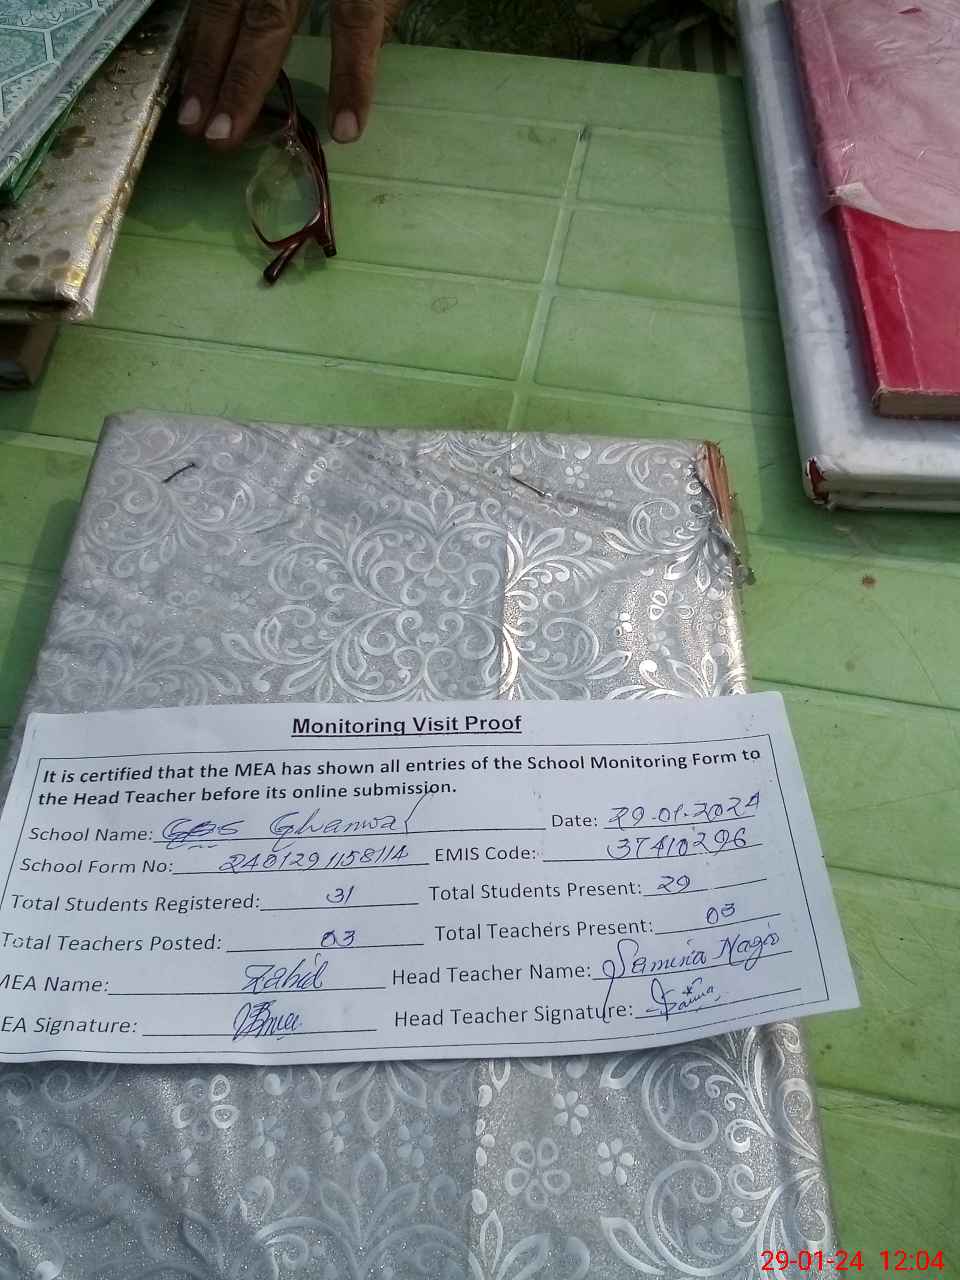 Monitoring Visit Proof
It is certified that the MEA has shown all entries of the School Monitoring Form to
the Head Teacher before its online submission.
School Name: Ghanwal Date: 29-01-2024
School Form No: 2401291158114 EMIS Code: 37410296
Total Students Registered: 31 Total Students Present: 29
Total Teachers Posted: 03 Total Teachers Present: 03
MEA Name: Zahid Head Teacher Name: Samina Nagis
EA Signature: Head Teacher Signature:
29-01-24 12:04